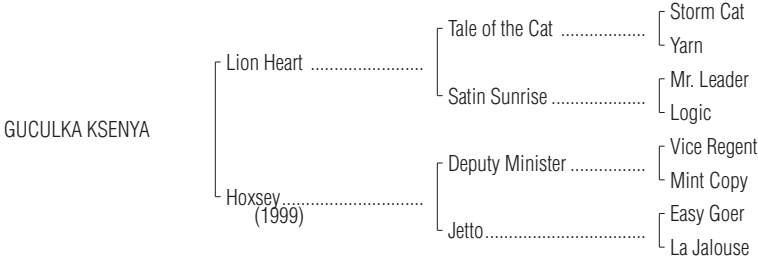 Storm Cat
Tale of the Cat ...................
Yarn
Lion Heart .........................
Mr. Leader
Satin Sunrise .....................
Logic
GUCULKA KSENYA
Vice Regent
Deputy Minister .................
Mint Copy
Hoxsey...............................
(1999)
Easy Goer
Jetto....................................
La Jalouse